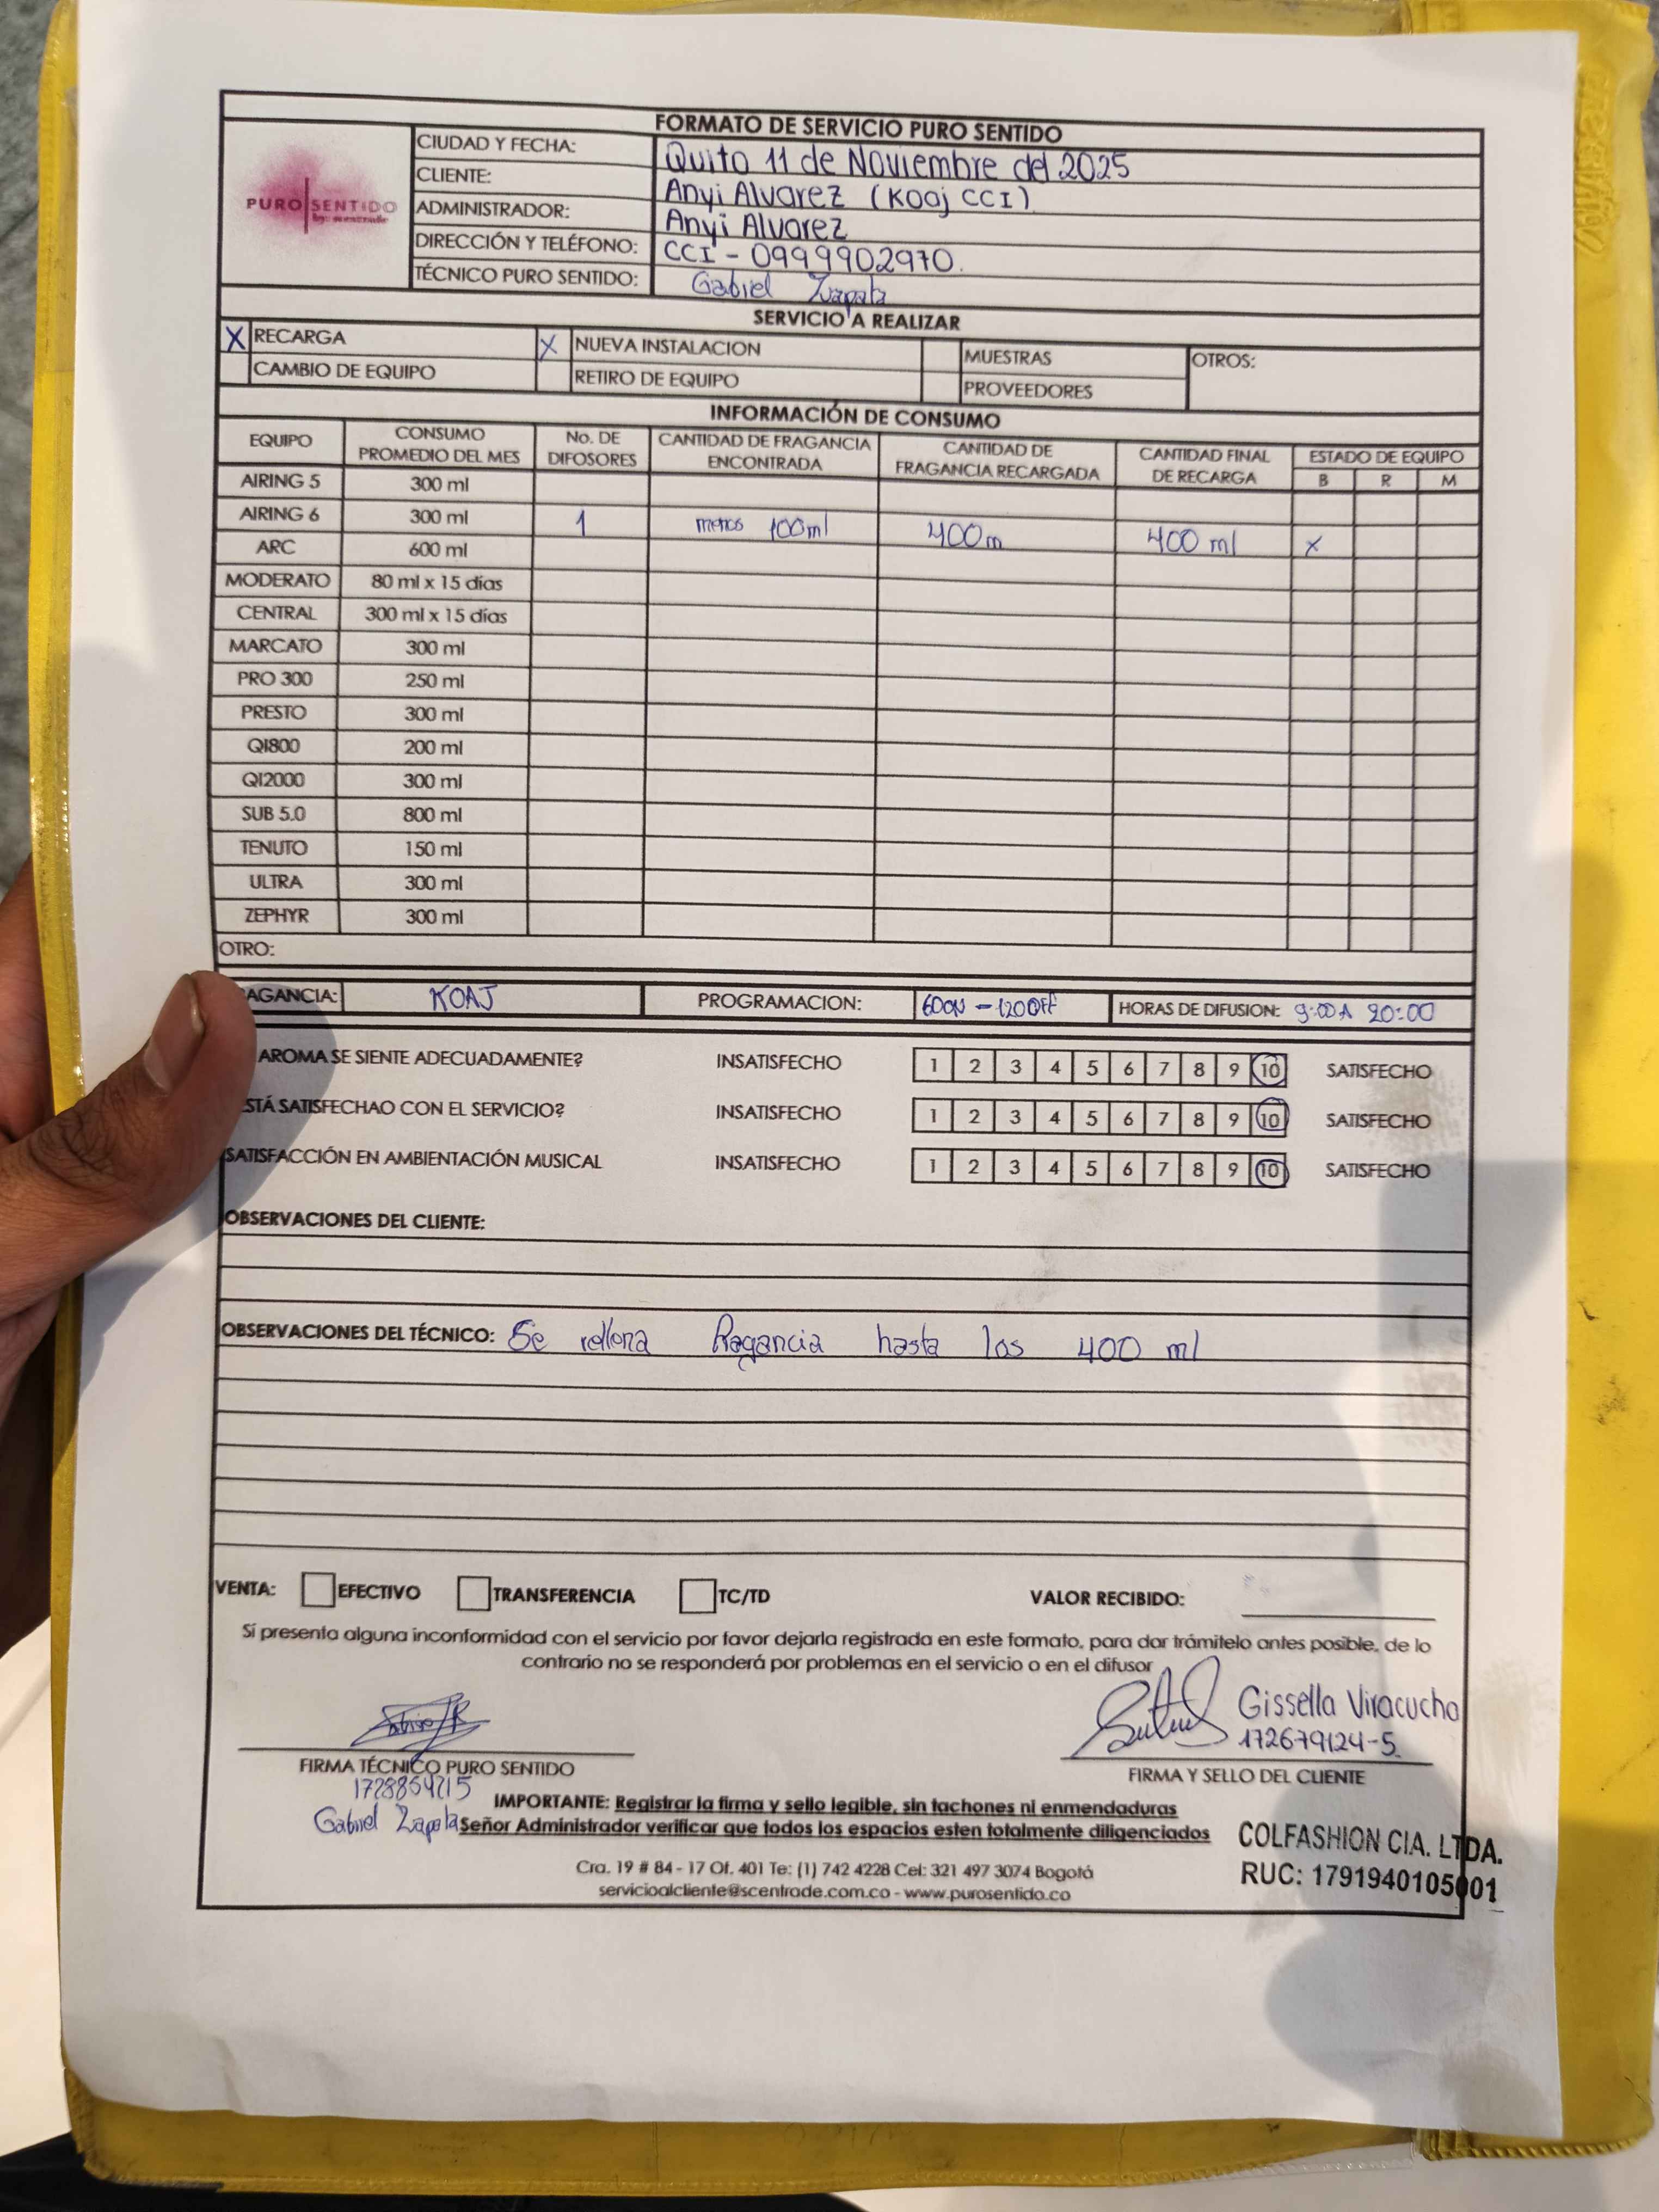 FORMATO DE SERVICIO PURO SENTIDO
PURO SENTIDO
by: scentrade
CIUDAD Y FECHA: Quito 11 de Noviembre del 2025
CLIENTE: Anyi Alvarez (Koaj CCI)
ADMINISTRADOR: Anyi Alvarez
DIRECCIÓN Y TELÉFONO: CCI - 0999902970.
TÉCNICO PURO SENTIDO: Gabriel Zapata
SERVICIO A REALIZAR
X RECARGA X NUEVA INSTALACION MUESTRAS OTROS:
CAMBIO DE EQUIPO RETIRO DE EQUIPO PROVEEDORES
INFORMACIÓN DE CONSUMO
EQUIPO CONSUMO PROMEDIO DEL MES No. DE DIFOSORES CANTIDAD DE FRAGANCIA ENCONTRADA CANTIDAD DE FRAGANCIA RECARGADA CANTIDAD FINAL DE RECARGA ESTADO DE EQUIPO
B R M
AIRING 5 300 ml
AIRING 6 300 ml 1 menos 100ml 400m 400 ml x
ARC 600 ml
MODERATO 80 ml x 15 días
CENTRAL 300 ml x 15 días
MARCATO 300 ml
PRO 300 250 ml
PRESTO 300 ml
QI800 200 ml
QI2000 300 ml
SUB 5.0 800 ml
TENUTO 150 ml
ULTRA 300 ml
ZEPHYR 300 ml
OTRO:
AGANCIA: KOAJ PROGRAMACION: 60ON - 120OFF HORAS DE DIFUSION: 9:00 A 20:00
AROMA SE SIENTE ADECUADAMENTE? INSATISFECHO 1 2 3 4 5 6 7 8 9 10 SATISFECHO
STÁ SATISFECHAO CON EL SERVICIO? INSATISFECHO 1 2 3 4 5 6 7 8 9 10 SATISFECHO
SATISFACCIÓN EN AMBIENTACIÓN MUSICAL INSATISFECHO 1 2 3 4 5 6 7 8 9 10 SATISFECHO
OBSERVACIONES DEL CLIENTE:
OBSERVACIONES DEL TÉCNICO: Se rellena fragancia hasta los 400 ml
VENTA: EFECTIVO TRANSFERENCIA TC/TD VALOR RECIBIDO:
Si presenta alguna inconformidad con el servicio por favor dejarla registrada en este formato, para dar trámitelo antes posible, de lo
contrario no se responderá por problemas en el servicio o en el difusor
Gissella Viracucha
172679124-5
FIRMA TÉCNICO PURO SENTIDO
FIRMA Y SELLO DEL CLIENTE
Gabriel Zapata
IMPORTANTE: Registrar la firma y sello legible, sin tachones ni enmendaduras
Señor Administrador verificar que todos los espacios esten totalmente diligenciados
Cra. 19 # 84 - 17 Of. 401 Te: (1) 742 4228 Cel: 321 497 3074 Bogotá
servicioalcliente@scentrade.com.co - www.purosentido.co
COLFASHION CIA. LTDA.
RUC: 1791940105001